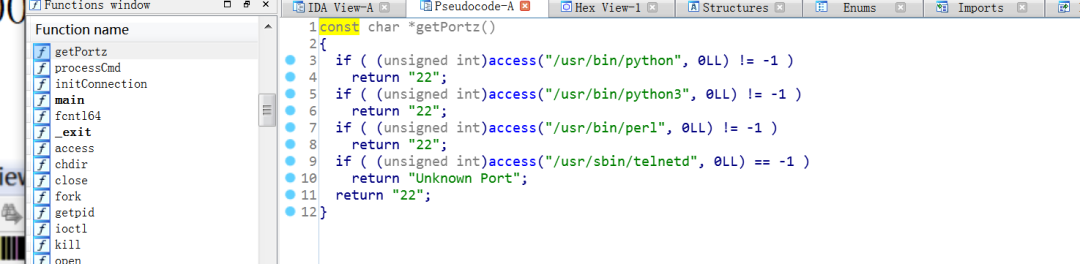 Functions window
IDA View-A
Pseudocode-A
Hex View-1
Structures
Enums
Imports
Function name
getPortz
processCmd
initConnection
main
fcntl64
_exit
access
chdir
close
fork
getpid
ioctl
kill
open
1 const char *getPortz()
2 {
3 if ( (unsigned int)access("/usr/bin/python", 0LL) != -1 )
4 return "22";
5 if ( (unsigned int)access("/usr/bin/python3", 0LL) != -1 )
6 return "22";
7 if ( (unsigned int)access("/usr/bin/perl", 0LL) != -1 )
8 return "22";
9 if ( (unsigned int)access("/usr/sbin/telnetd", 0LL) == -1 )
10 return "Unknown Port";
11 return "22";
12 }